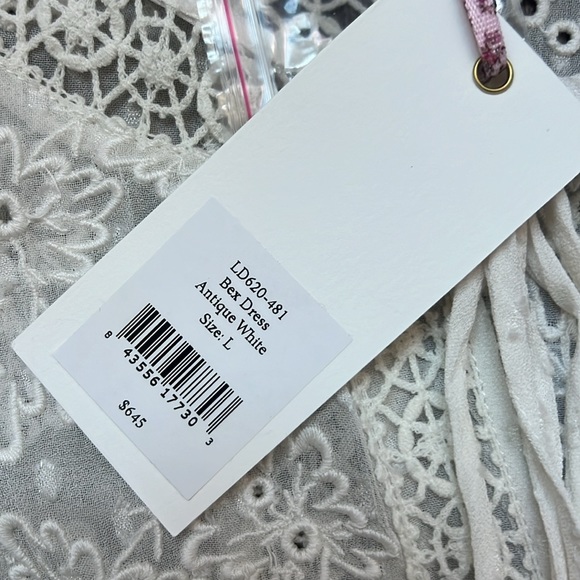 LD620-481
Bex Dress
Antique White
Size: L
8 43556 17730 3
$645